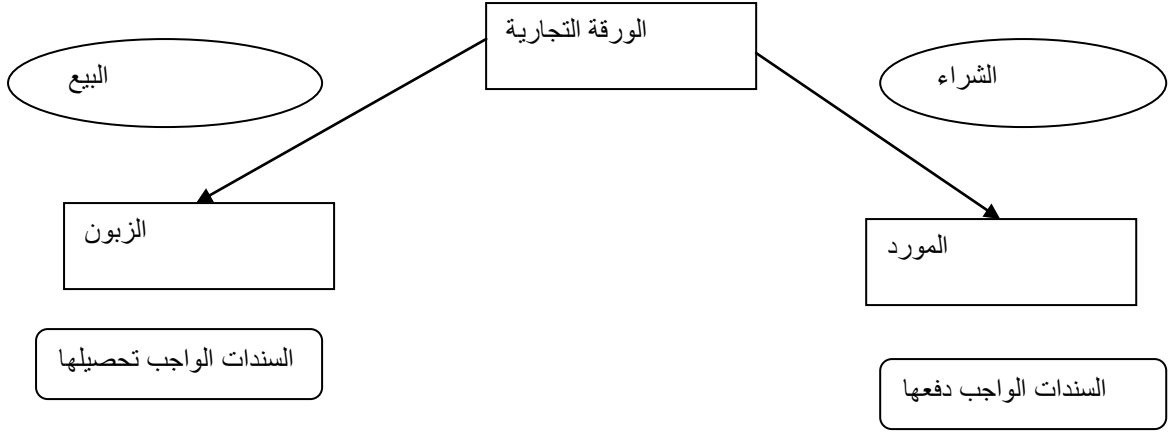 الورقة التجارية
الشراء
البيع
المورد
الزبون
السندات الواجب دفعها
السندات الواجب تحصيلها